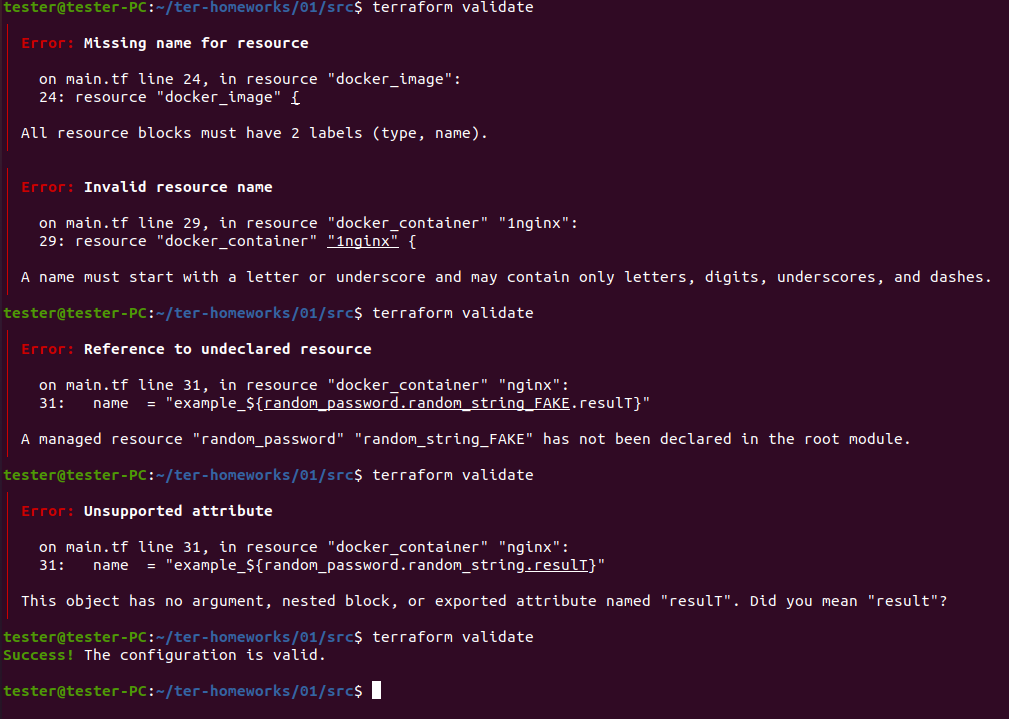 tester@tester-PC:~/ter-homeworks/01/src$ terraform validate
Error: Missing name for resource
on main.tf line 24, in resource "docker_image":
24: resource "docker_image" {
All resource blocks must have 2 labels (type, name).
Error: Invalid resource name
on main.tf line 29, in resource "docker_container" "1nginx":
29: resource "docker_container" "1nginx" {
A name must start with a letter or underscore and may contain only letters, digits, underscores, and dashes.
tester@tester-PC:~/ter-homeworks/01/src$ terraform validate
Error: Reference to undeclared resource
on main.tf line 31, in resource "docker_container" "nginx":
31:   name  = "example_${random_password.random_string_FAKE.resulT}"
A managed resource "random_password" "random_string_FAKE" has not been declared in the root module.
tester@tester-PC:~/ter-homeworks/01/src$ terraform validate
Error: Unsupported attribute
on main.tf line 31, in resource "docker_container" "nginx":
31:   name  = "example_${random_password.random_string.resulT}"
This object has no argument, nested block, or exported attribute named "resulT". Did you mean "result"?
tester@tester-PC:~/ter-homeworks/01/src$ terraform validate
Success! The configuration is valid.
tester@tester-PC:~/ter-homeworks/01/src$